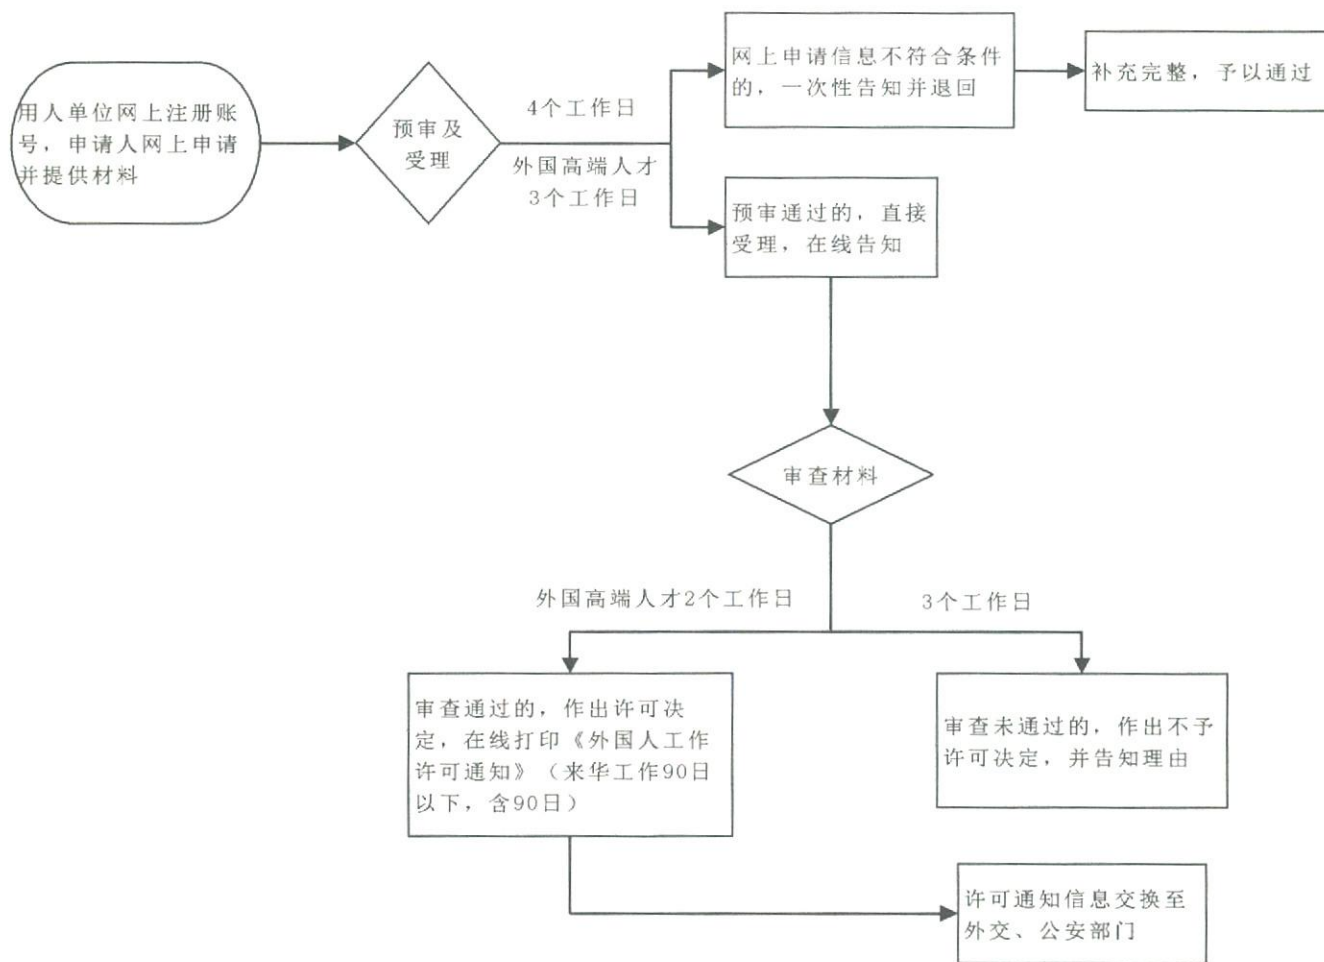 用人单位网上注册账
号，申请人网上申请
并提供材料
预审及
受理
4个工作日
外国高端人才
3个工作日
网上申请信息不符合条件
的，一次性告知并退回
补充完整，予以通过
预审通过的，直接
受理，在线告知
审查材料
外国高端人才2个工作日
3个工作日
审查通过的，作出许可决
定，在线打印《外国人工作
许可通知》（来华工作90日
以下，含90日）
审查未通过的，作出不予
许可决定，并告知理由
许可通知信息交换至
外交、公安部门